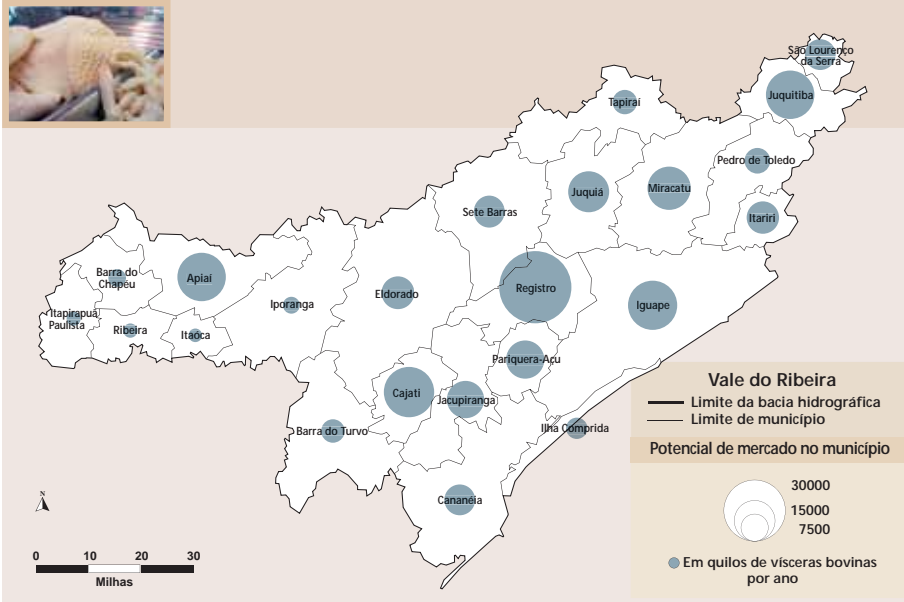 São Lourenço
da Serra
Juquitiba
Tapiraí
Pedro de Toledo
Juquiá
Miracatu
Sete Barras
Itariri
Barra do
Chapéu
Apiaí
Registro
Eldorado
Iporanga
Iguape
Itapirapuã
Paulista
Ribeira
Itaóca
Pariquera-Açu
Cajati
Jacupiranga
Barra do Turvo
Ilha Comprida
Cananéia
Vale do Ribeira
Limite da bacia hidrográfica
Limite de município
Potencial de mercado no município
30000
15000
7500
Em quilos de vísceras bovinas
por ano
N
0 10 20 30
Milhas